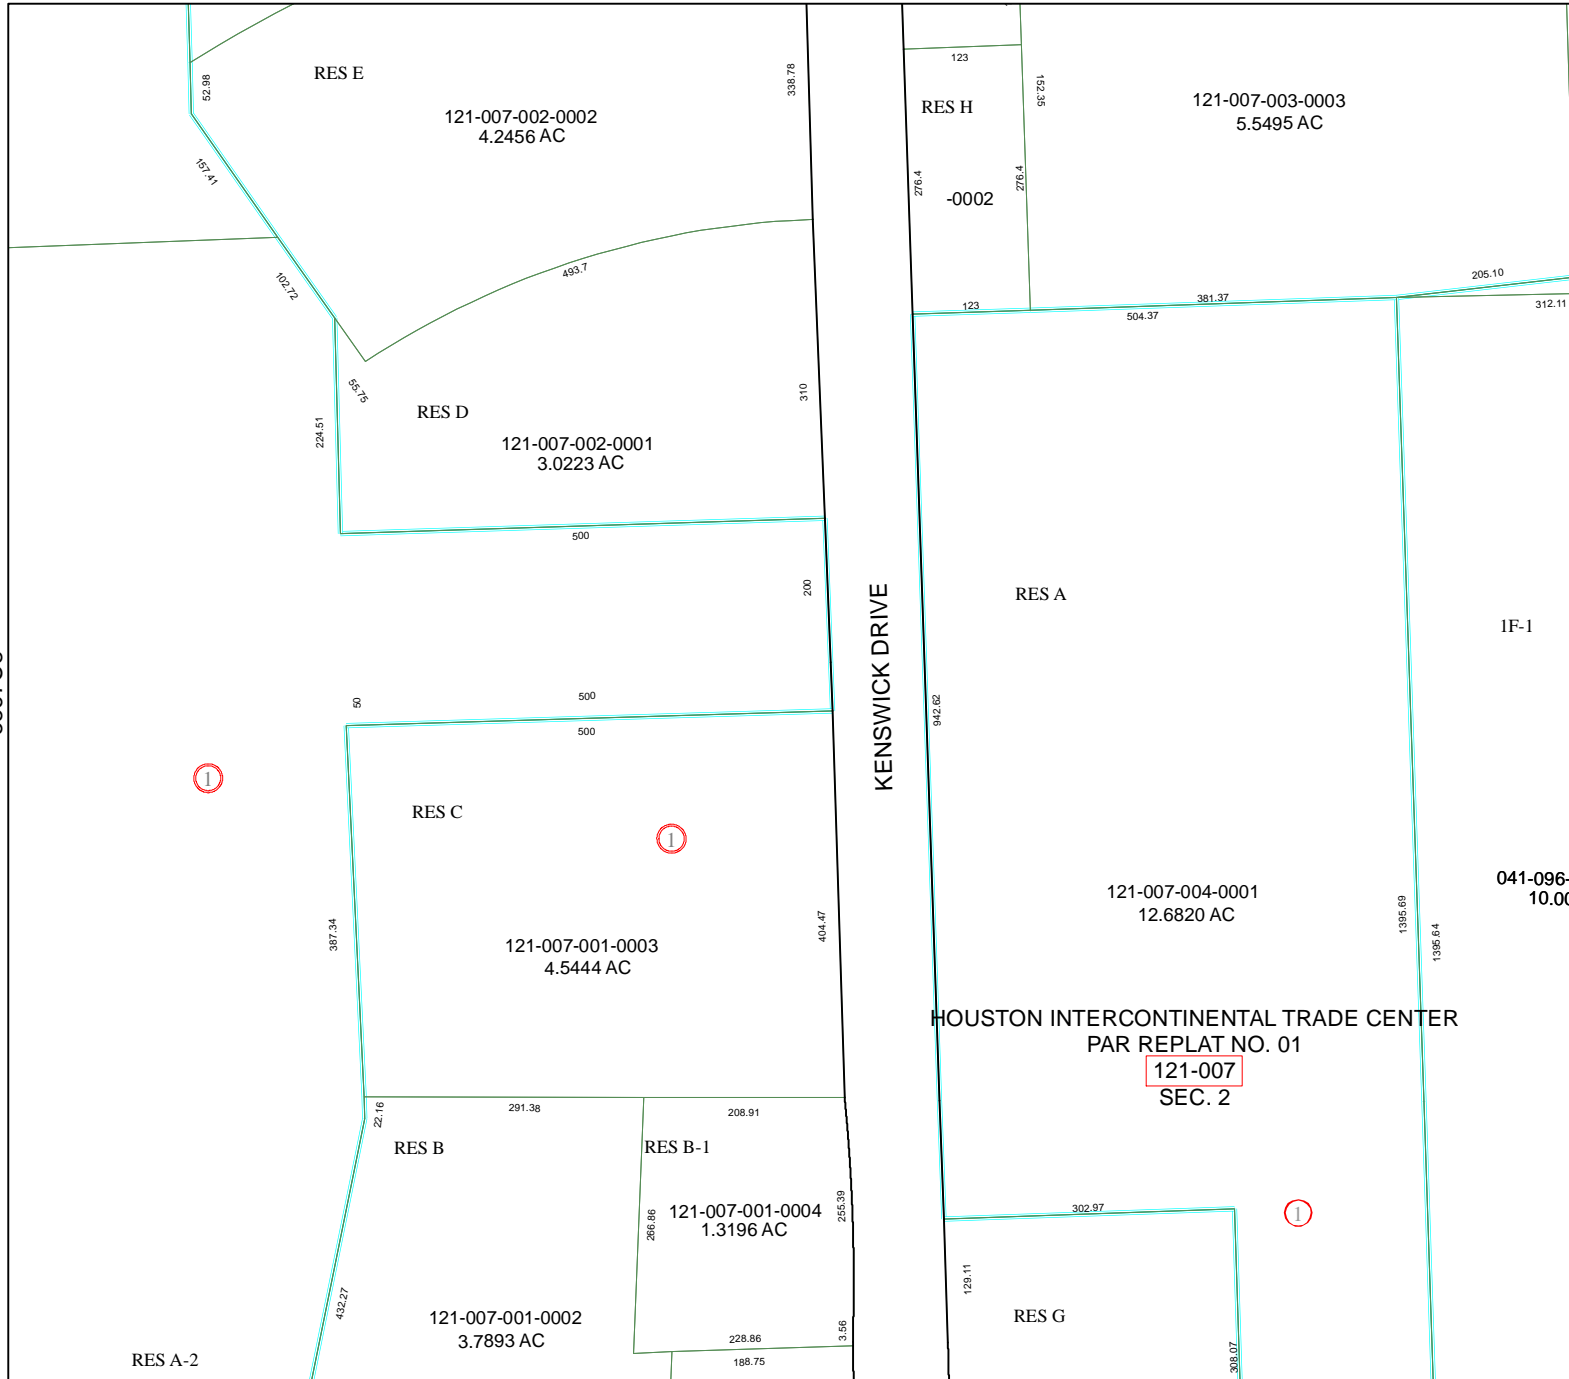 52.98
RES E
121-007-002-0002
4.2456 AC
338.78
123
RES H
152.35
121-007-003-0003
5.5495 AC
157.41
276.4
276.4
-0002
102.72
493.7
123
381.37
504.37
205.10
312.11
55.75
224.51
RES D
121-007-002-0001
3.0223 AC
310
500
200
KENSWICK DRIVE
RES A
1F-1
50
500
500
942.62
1
RES C
1
387.34
121-007-001-0003
4.5444 AC
404.47
121-007-004-0001
12.6820 AC
1395.69
1395.64
041-096-
10.00
HOUSTON INTERCONTINENTAL TRADE CENTER
PAR REPLAT NO. 01
121-007
SEC. 2
22.16
291.38
208.91
RES B
RES B-1
266.86
121-007-001-0004
1.3196 AC
255.39
302.97
1
129.11
432.27
121-007-001-0002
3.7893 AC
228.86
3.56
188.75
RES G
308.07
RES A-2